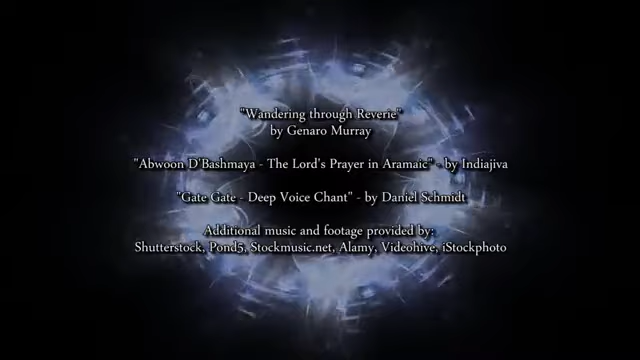 "Wandering through Reverie"
by Genaro Murray
"Abwoon D'Bashmaya - The Lord's Prayer in Aramaic" - by Indiajiva
"Gate Gate - Deep Voice Chant" - by Daniel Schmidt
Additional music and footage provided by:
Shutterstock, Pond5, Stockmusic.net, Alamy, Videohive, iStockphoto